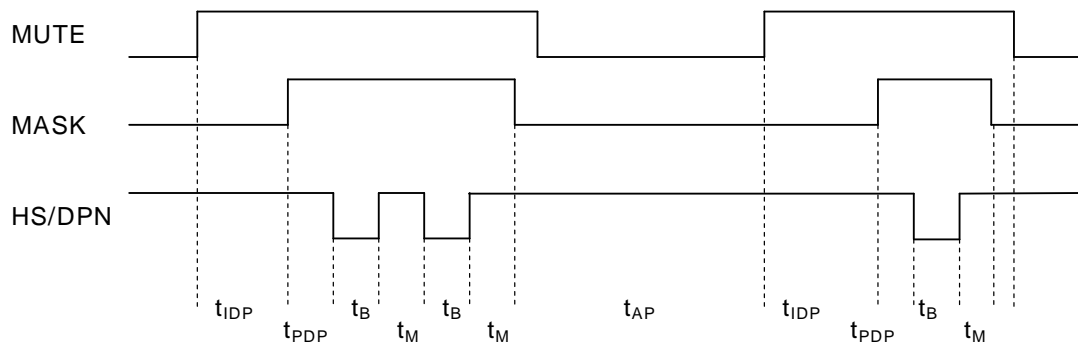 MUTE
MASK
HS/DPN
tIDP tB tB tAP tIDP tB
tPDP tM tM tPDP tM